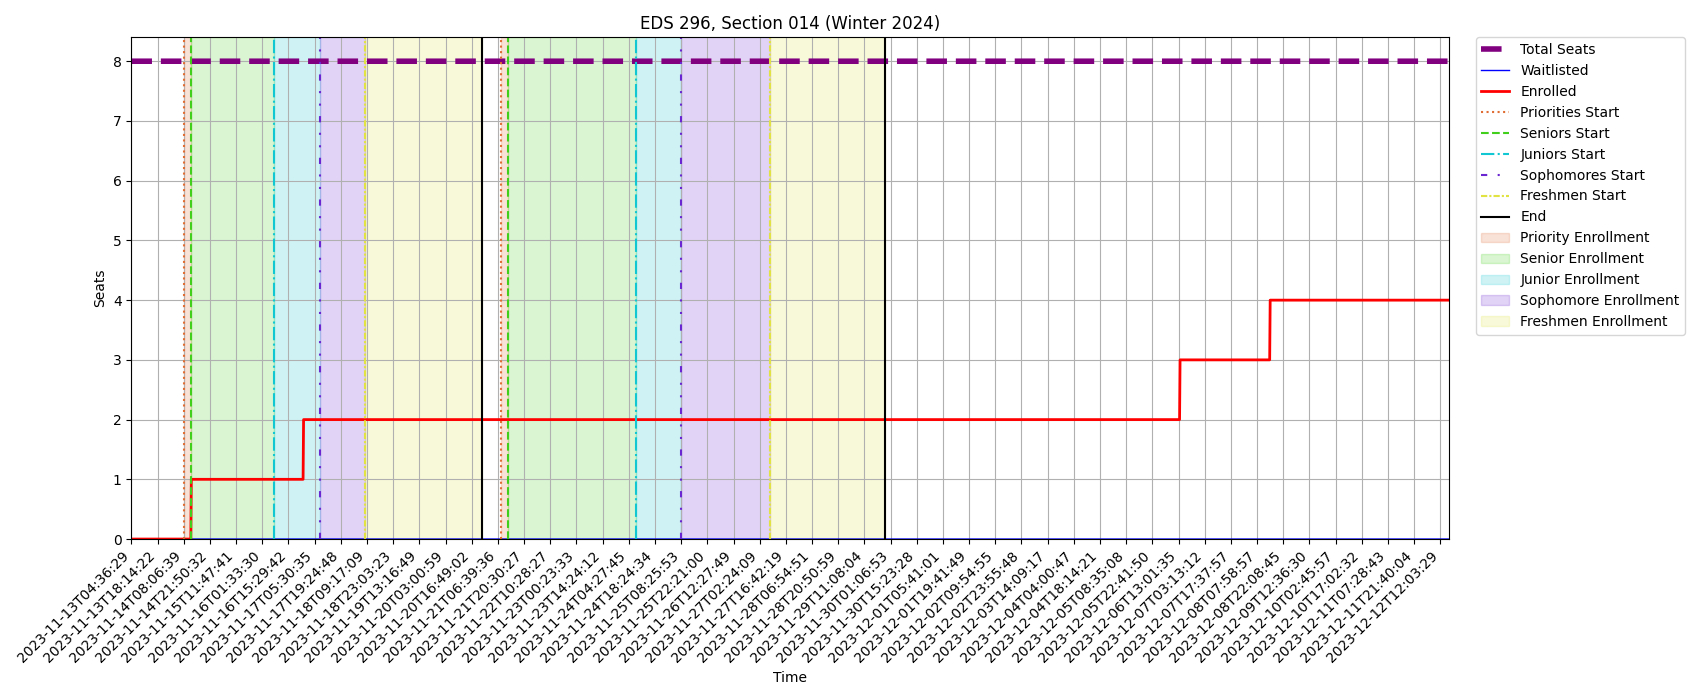 EDS 296, Section 014 (Winter 2024)
Seats
8
7
6
5
4
3
2
1
0
2023-11-13T04:36:29
2023-11-13T18:14:22
2023-11-14T08:06:39
2023-11-14T21:50:32
2023-11-15T11:47:41
2023-11-16T01:33:30
2023-11-16T15:29:42
2023-11-17T05:30:35
2023-11-17T19:24:48
2023-11-18T09:17:09
2023-11-18T23:03:23
2023-11-19T13:16:49
2023-11-20T03:00:59
2023-11-20T16:49:02
2023-11-21T06:39:36
2023-11-21T20:30:27
2023-11-22T10:28:27
2023-11-23T00:23:33
2023-11-23T14:24:12
2023-11-24T04:27:45
2023-11-24T18:24:34
2023-11-25T08:25:53
2023-11-25T22:21:00
2023-11-26T12:27:49
2023-11-27T02:24:09
2023-11-27T16:42:19
2023-11-28T06:54:51
2023-11-28T20:50:59
2023-11-29T11:08:04
2023-11-30T01:06:53
2023-11-30T15:23:28
2023-12-01T05:41:01
2023-12-01T19:41:49
2023-12-02T09:54:55
2023-12-02T23:55:48
2023-12-03T14:09:17
2023-12-04T04:00:47
2023-12-04T18:14:21
2023-12-05T08:35:08
2023-12-05T22:41:50
2023-12-06T13:01:35
2023-12-07T03:13:12
2023-12-07T17:37:57
2023-12-08T07:58:57
2023-12-08T22:08:45
2023-12-09T12:36:30
2023-12-10T02:45:57
2023-12-10T17:02:32
2023-12-11T07:28:43
2023-12-11T21:40:04
2023-12-12T12:03:29
Time
Total Seats
Waitlisted
Enrolled
Priorities Start
Seniors Start
Juniors Start
Sophomores Start
Freshmen Start
End
Priority Enrollment
Senior Enrollment
Junior Enrollment
Sophomore Enrollment
Freshmen Enrollment